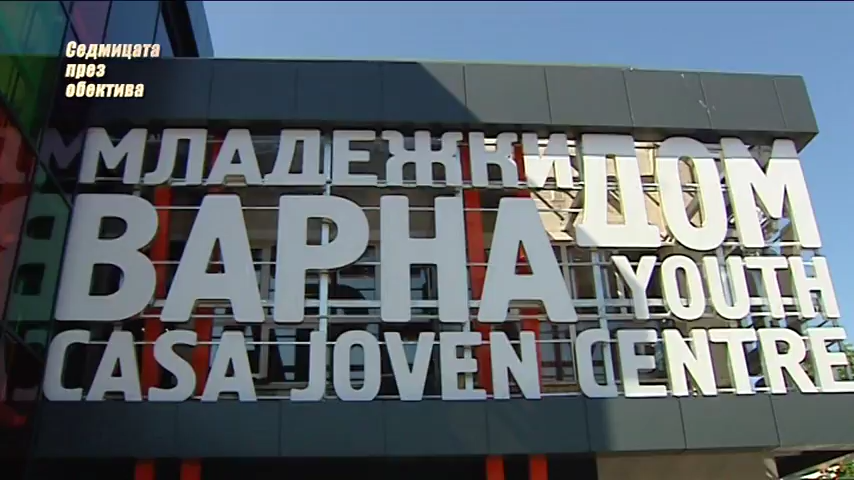 Седмицата
през
обектива
МЛАДЕЖКИ ДОМ
ВАРНА YOUTH
CASA JOVEN CENTRE